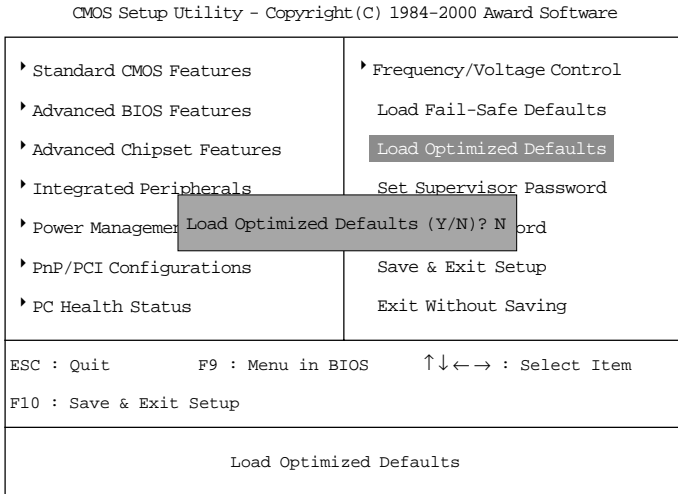 CMOS Setup Utility - Copyright(C) 1984-2000 Award Software
Standard CMOS Features
Advanced BIOS Features
Advanced Chipset Features
Integrated Peripherals
Power
PnP/PCI Configurations
PC Health Status
Frequency/Voltage Control
Load Fail-Safe Defaults
Load Optimized Defaults
Set Supervisor Password
Save & Exit Setup
Exit Without Saving
Load Optimized Defaults (Y/N)? N
ESC : Quit F9 : Menu in BIOS ↑↓←→ : Select Item
F10 : Save & Exit Setup
Load Optimized Defaults